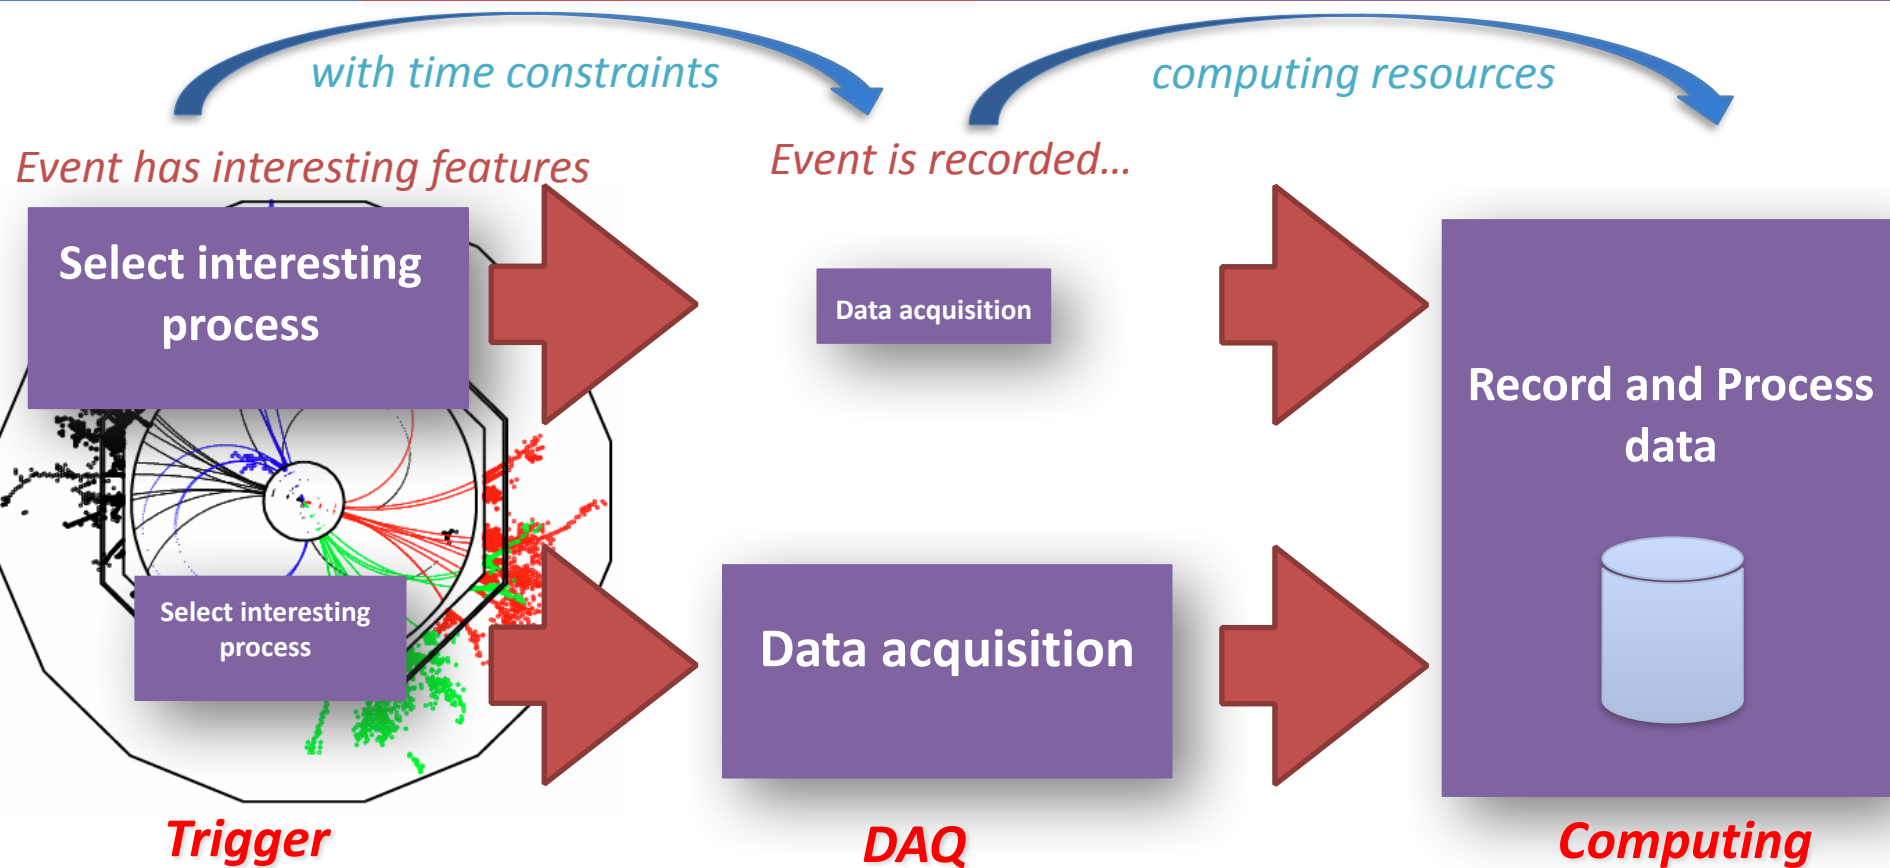 with time constraints
computing resources
Event has interesting features
Event is recorded...
Select interesting
process
Data acquisition
Record and Process
data
Select interesting
process
Data acquisition
Trigger
DAQ
Computing